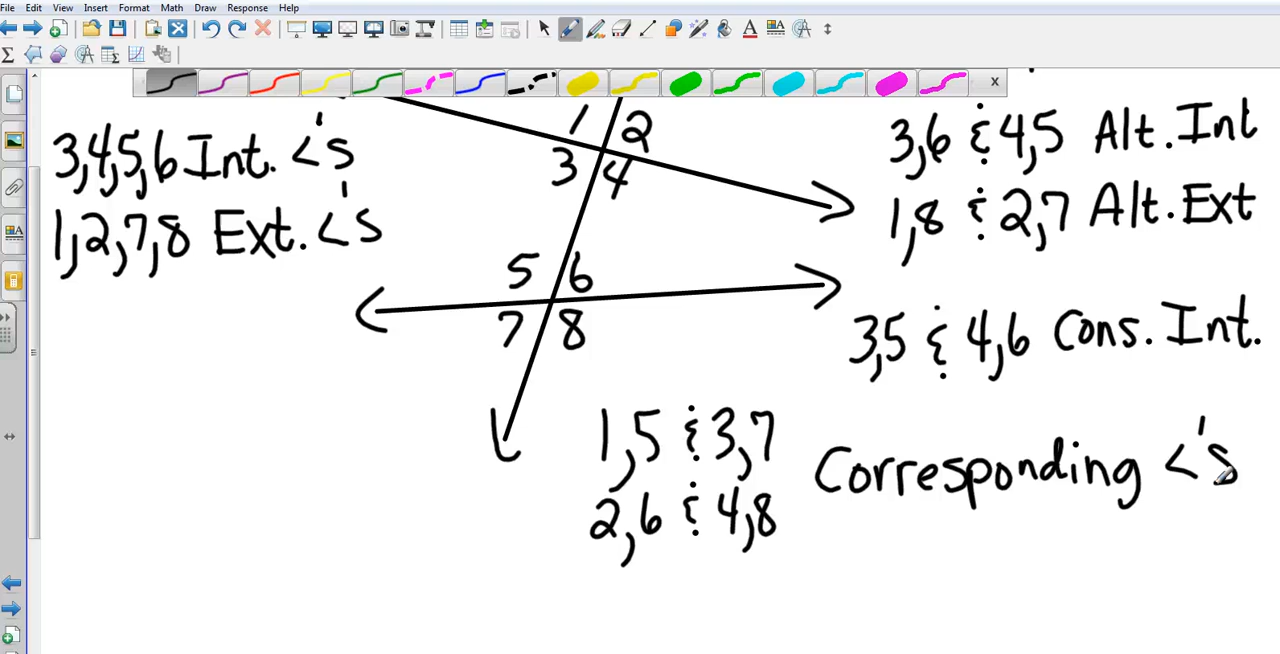 File Edit View Insert Format Math Draw Response Help
Σ
x
3,4,5,6 Int. <'s
1,2,7,8 Ext. <'s
1 2
3 4
5 6
7 8
3,6 & 4,5 Alt. Int
1,8 & 2,7 Alt. Ext
3,5 & 4,6 Cons. Int.
1,5 & 3,7
2,6 & 4,8
Corresponding <'s